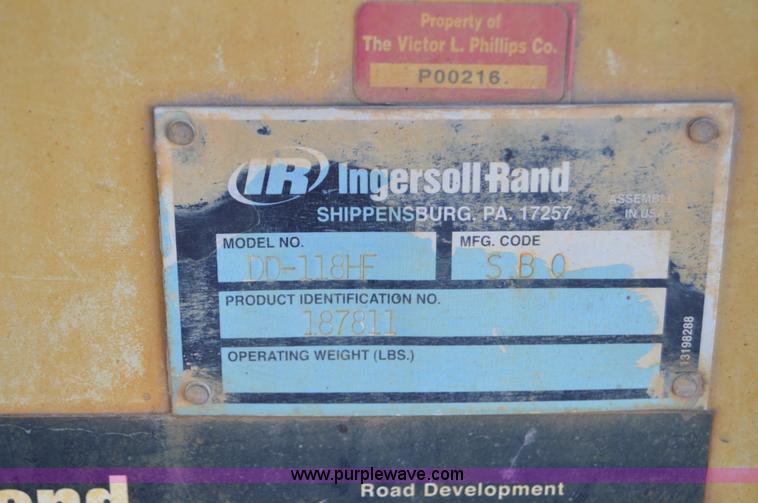 Property of
The Victor L. Phillips Co.
P00216
IR Ingersoll-Rand
SHIPPENSBURG, PA. 17257
ASSEMBLED
IN USA
MODEL NO.
DD-118HF
MFG. CODE
S B O
PRODUCT IDENTIFICATION NO.
187811
OPERATING WEIGHT (LBS.)
13198288
www.purplewave.com
Road Development